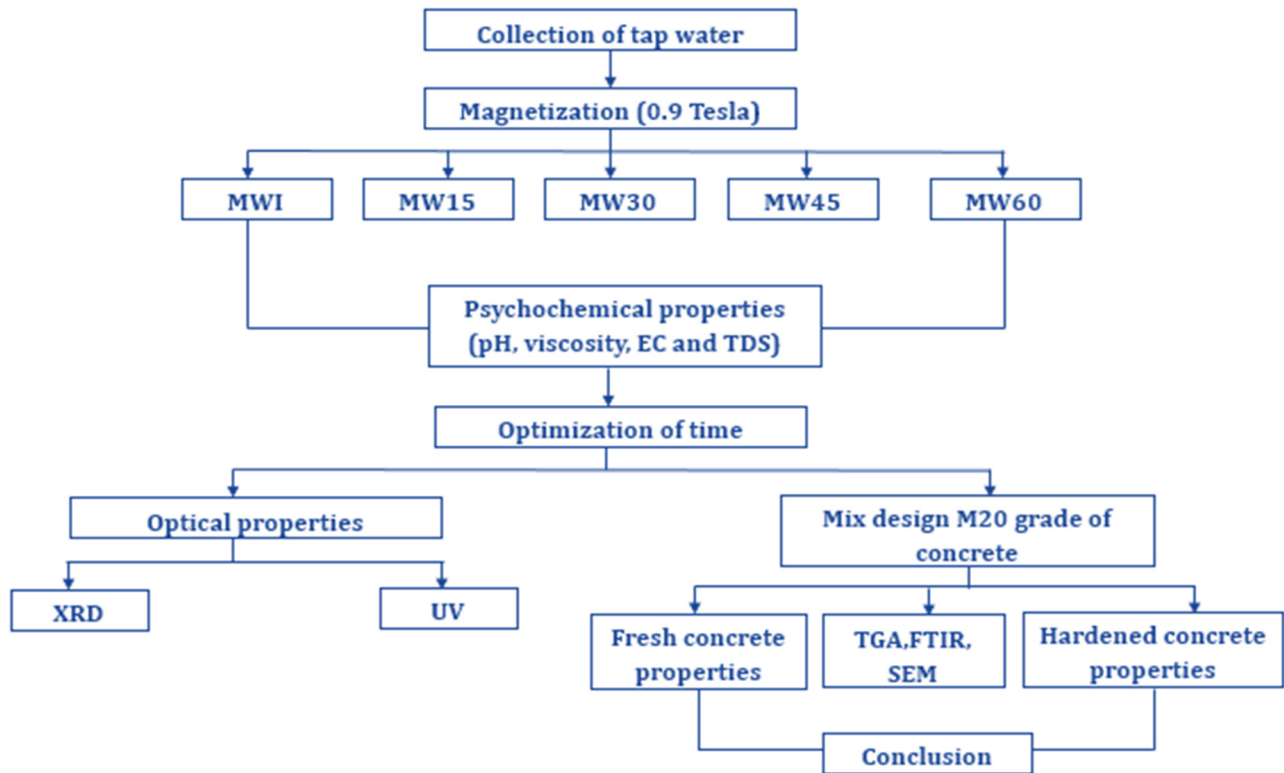 Collection of tap water
Magnetization (0.9 Tesla)
MWI
MW15
MW30
MW45
MW60
Psychochemical properties
(pH, viscosity, EC and TDS)
Optimization of time
Optical properties
Mix design M20 grade of
concrete
XRD
UV
Fresh concrete
properties
TGA,FTIR,
SEM
Hardened concrete
properties
Conclusion